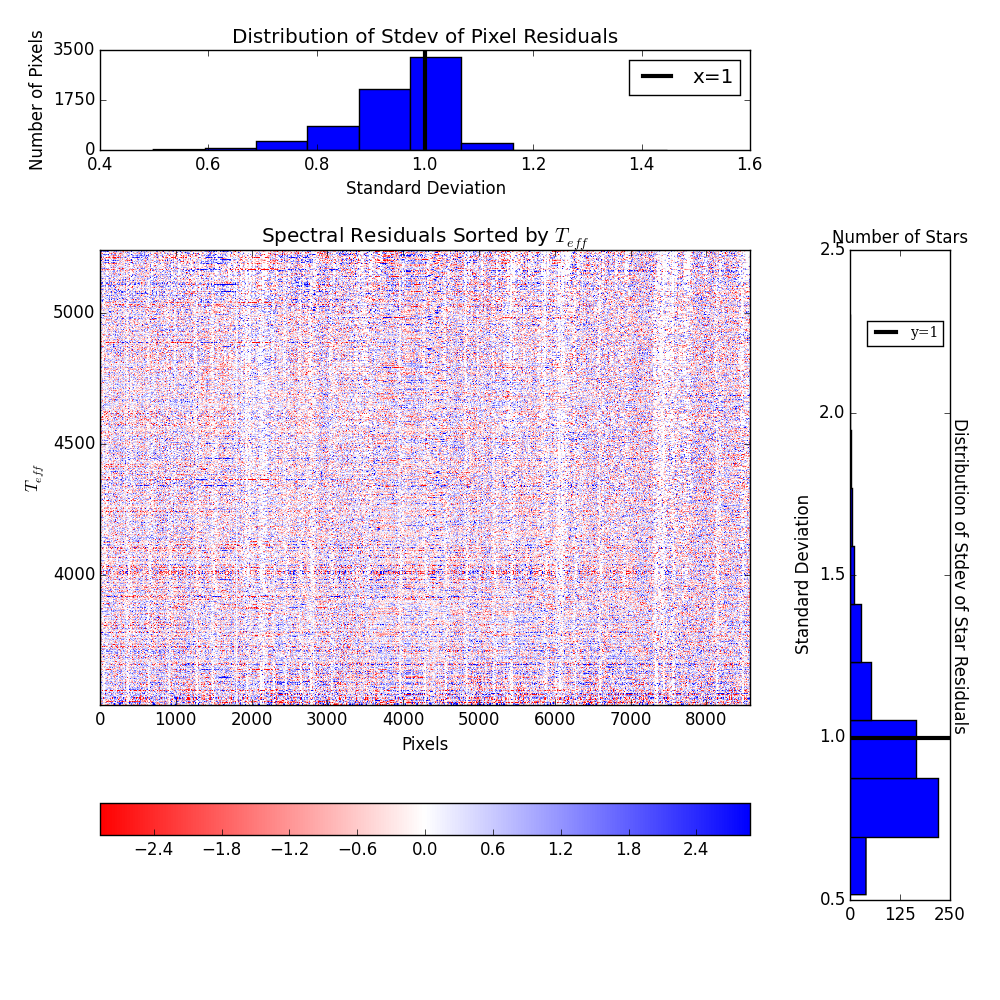 Distribution of Stdev of Pixel Residuals
Number of Pixels
3500
1750
0
x=1
0.4 0.6 0.8 1.0 1.2 1.4 1.6
Standard Deviation
Spectral Residuals Sorted by T_eff
T_eff
5000
4500
4000
0 1000 2000 3000 4000 5000 6000 7000 8000
Pixels
−2.4 −1.8 −1.2 −0.6 0.0 0.6 1.2 1.8 2.4
Number of Stars
2.5
y=1
2.0
1.5
1.0
0.5
Standard Deviation
Distribution of Stdev of Star Residuals
0 125 250